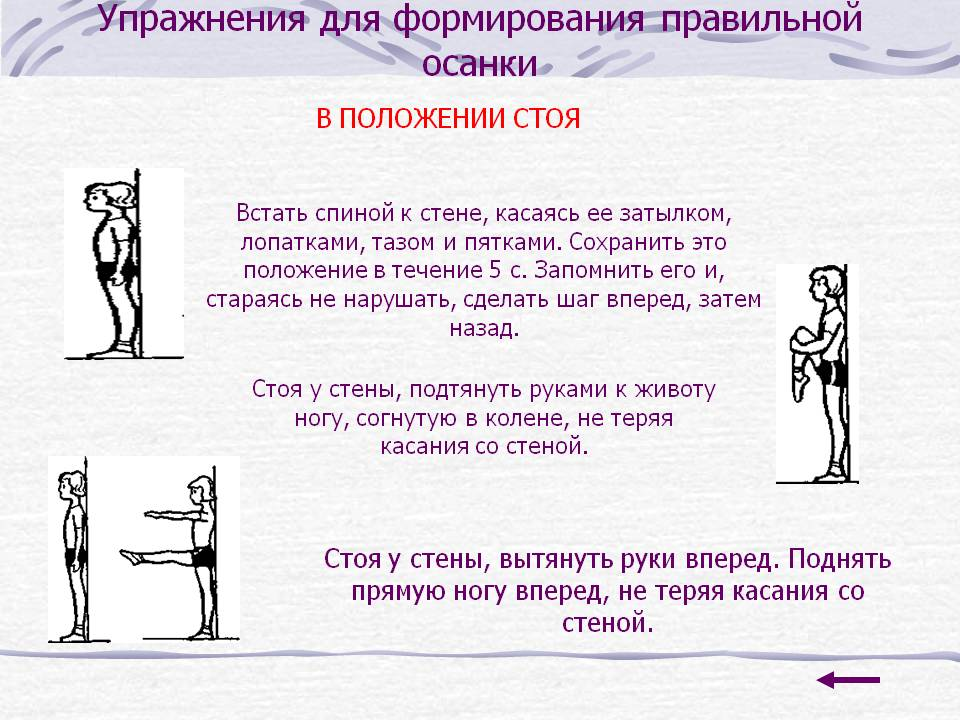 Упражнения для формирования правильной
осанки
В ПОЛОЖЕНИИ СТОЯ
Встать спиной к стене, касаясь ее затылком,
лопатками, тазом и пятками. Сохранить это
положение в течение 5 с. Запомнить его и,
стараясь не нарушать, сделать шаг вперед, затем
назад.
Стоя у стены, подтянуть руками к животу
ногу, согнутую в колене, не теряя
касания со стеной.
Стоя у стены, вытянуть руки вперед. Поднять
прямую ногу вперед, не теряя касания со
стеной.